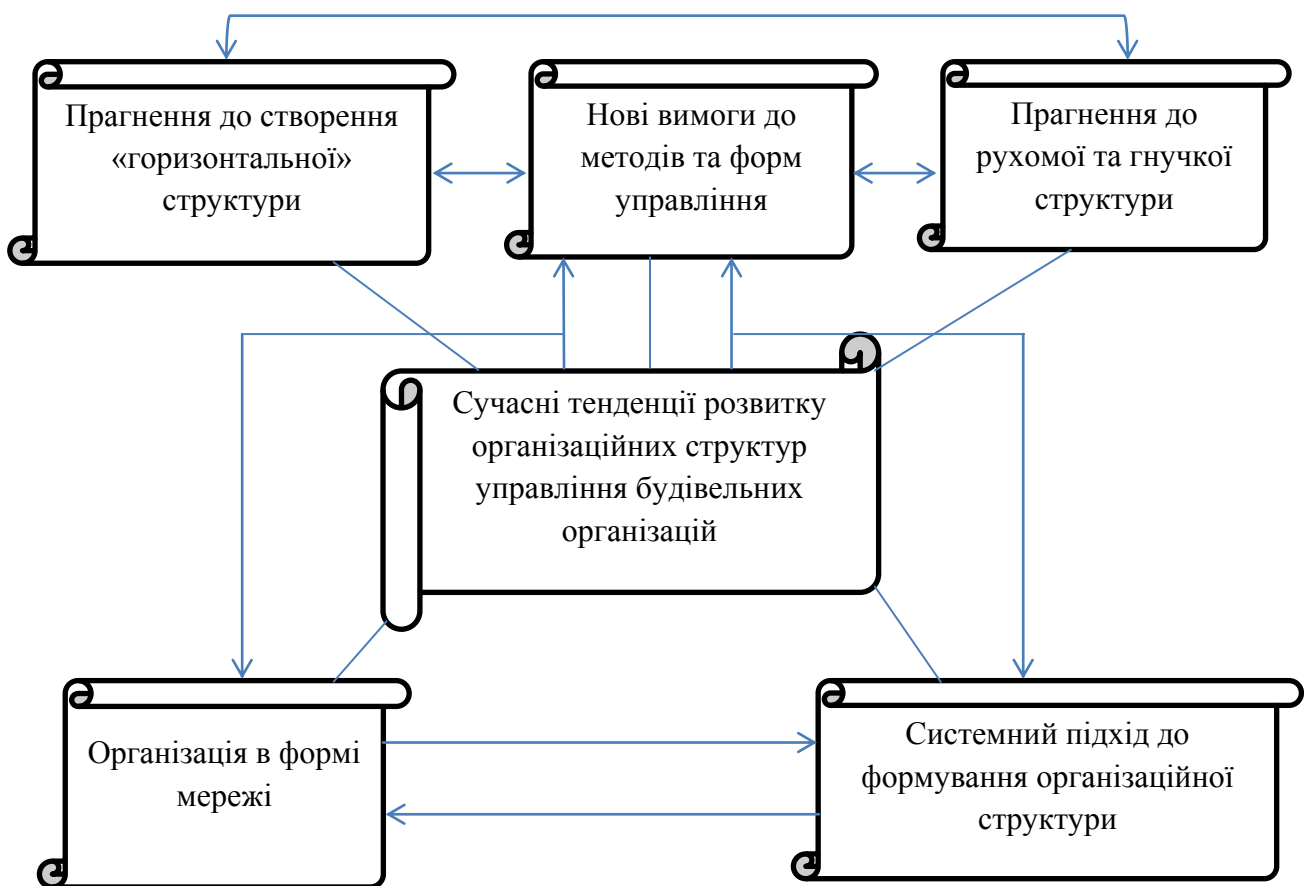 Прагнення до створення
«горизонтальної»
структури
Нові вимоги до
методів та форм
управління
Прагнення до
рухомої та гнучкої
структури
Сучасні тенденції розвитку
організаційних структур
управління будівельних
організацій
Організація в формі
мережі
Системний підхід до
формування організаційної
структури